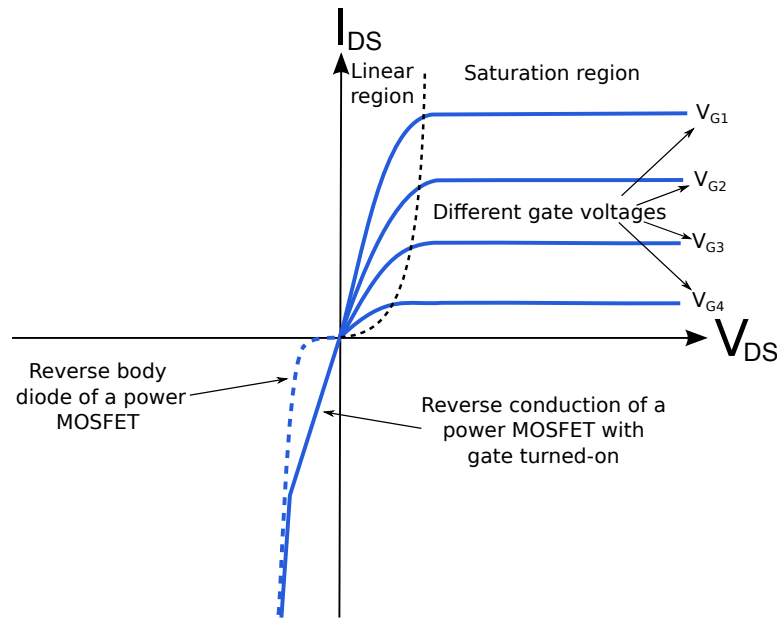 IDS
Linear
region
Saturation region
VG1
VG2
Different gate voltages
VG3
VG4
VDS
Reverse body
diode of a power
MOSFET
Reverse conduction of a
power MOSFET with
gate turned-on